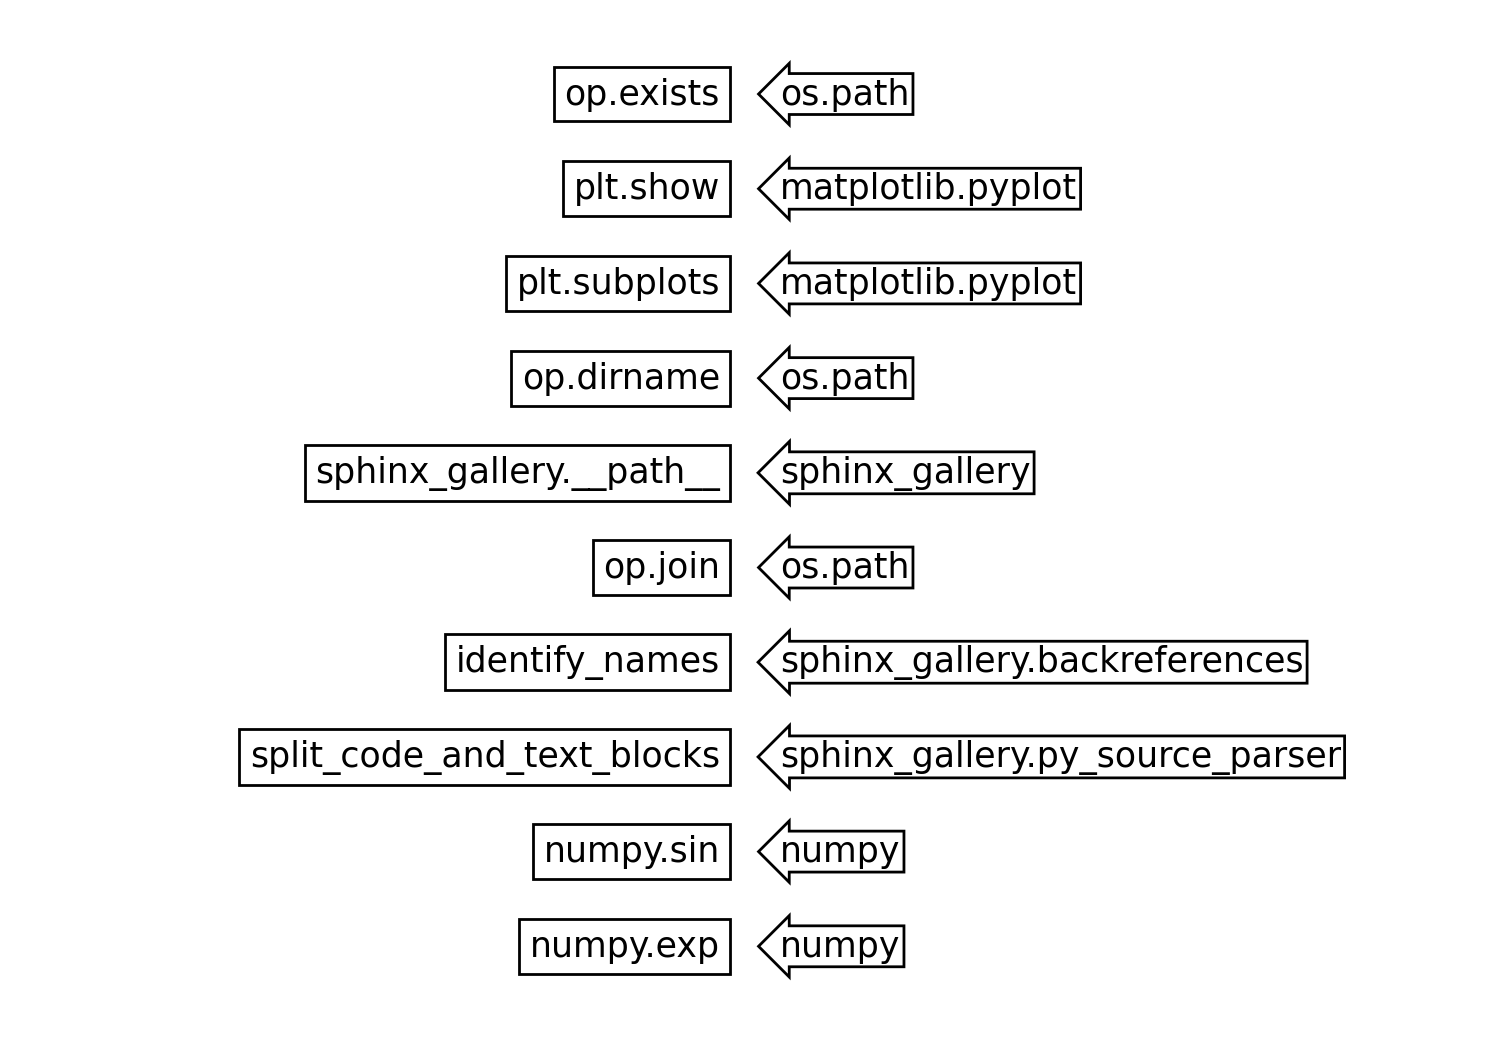 op.exists os.path
plt.show matplotlib.pyplot
plt.subplots matplotlib.pyplot
op.dirname os.path
sphinx_gallery.__path__ sphinx_gallery
op.join os.path
identify_names sphinx_gallery.backreferences
split_code_and_text_blocks sphinx_gallery.py_source_parser
numpy.sin numpy
numpy.exp numpy